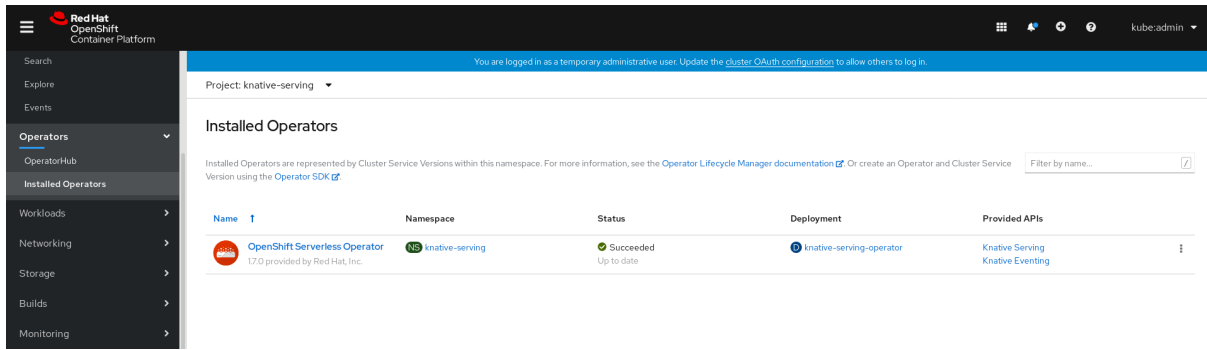 Red Hat
OpenShift
Container Platform
kube:admin
You are logged in as a temporary administrative user. Update the cluster OAuth configuration to allow others to log in.
Search
Explore
Events
Operators
OperatorHub
Installed Operators
Workloads
Networking
Storage
Builds
Monitoring
Project: knative-serving
Installed Operators
Installed Operators are represented by Cluster Service Versions within this namespace. For more information, see the Operator Lifecycle Manager documentation. Or create an Operator and Cluster Service
Version using the Operator SDK.
Filter by name...
/
Name Namespace Status Deployment Provided APIs
OpenShift Serverless Operator NS knative-serving Succeeded D knative-serving-operator Knative Serving
1.7.0 provided by Red Hat, Inc. Up to date Knative Eventing